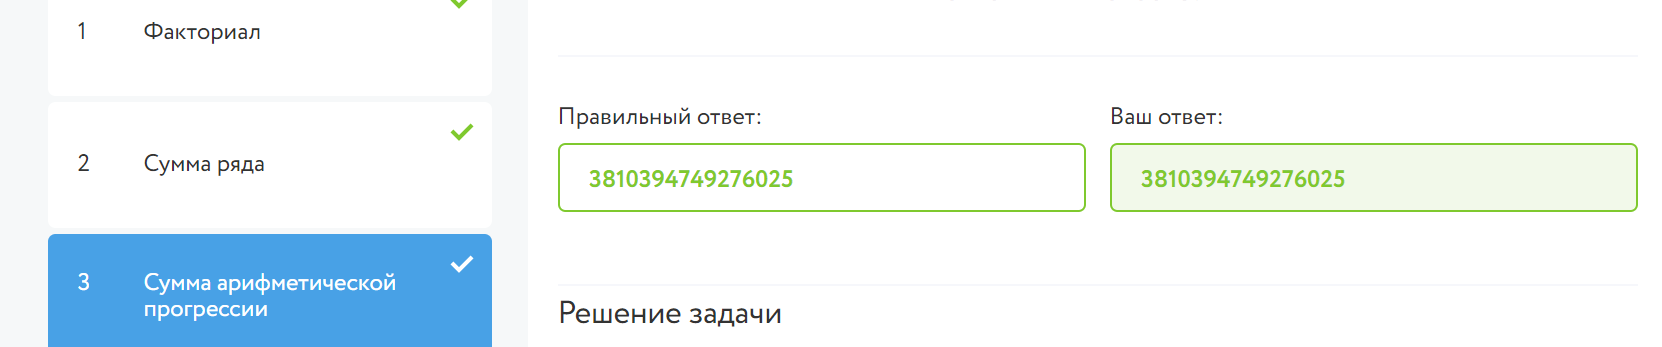 1 Факториал
2 Сумма ряда
3 Сумма арифметической
прогрессии
Правильный ответ:
3810394749276025
Ваш ответ:
3810394749276025
Решение задачи